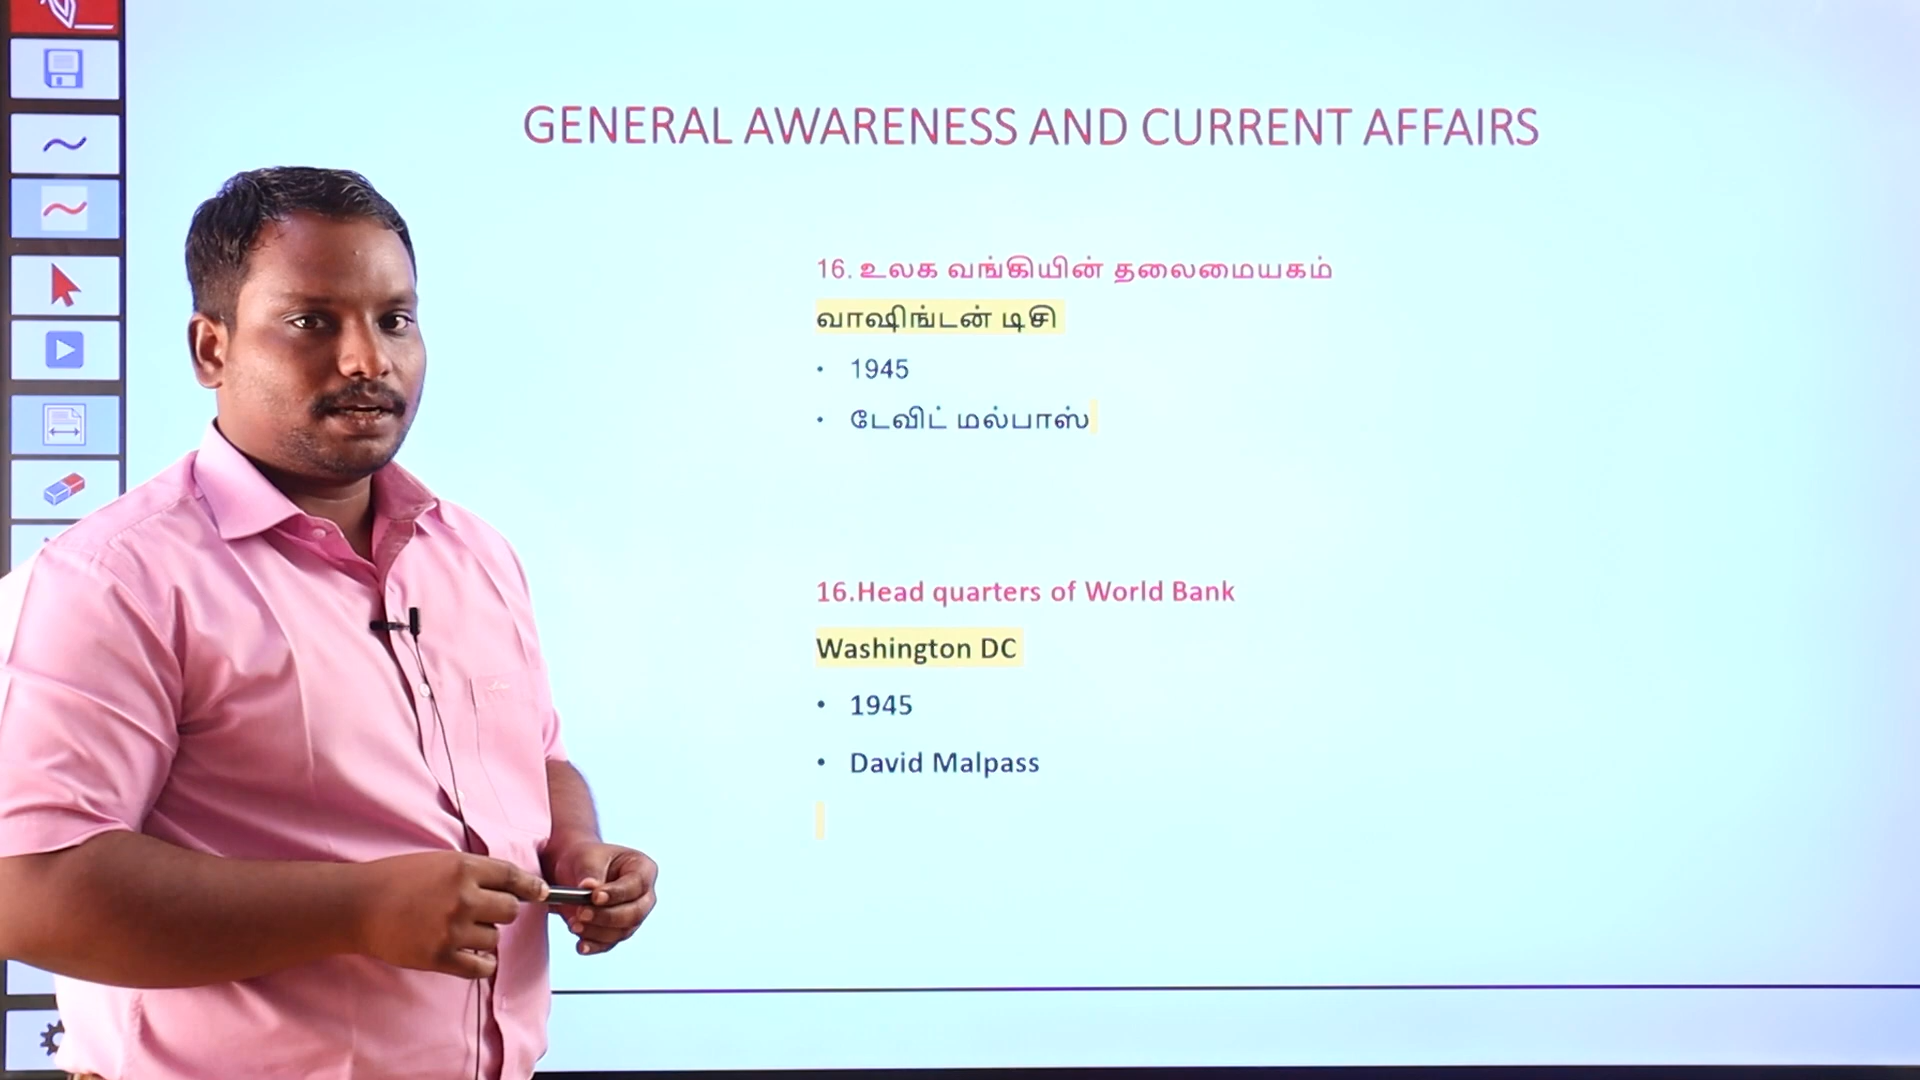 GENERAL AWARENESS AND CURRENT AFFAIRS
16. உலக வங்கியின் தலைமையகம்
வாஷிங்டன் டிசி
• 1945
• டேவிட் மல்பாஸ்
16.Head quarters of World Bank
Washington DC
• 1945
• David Malpass